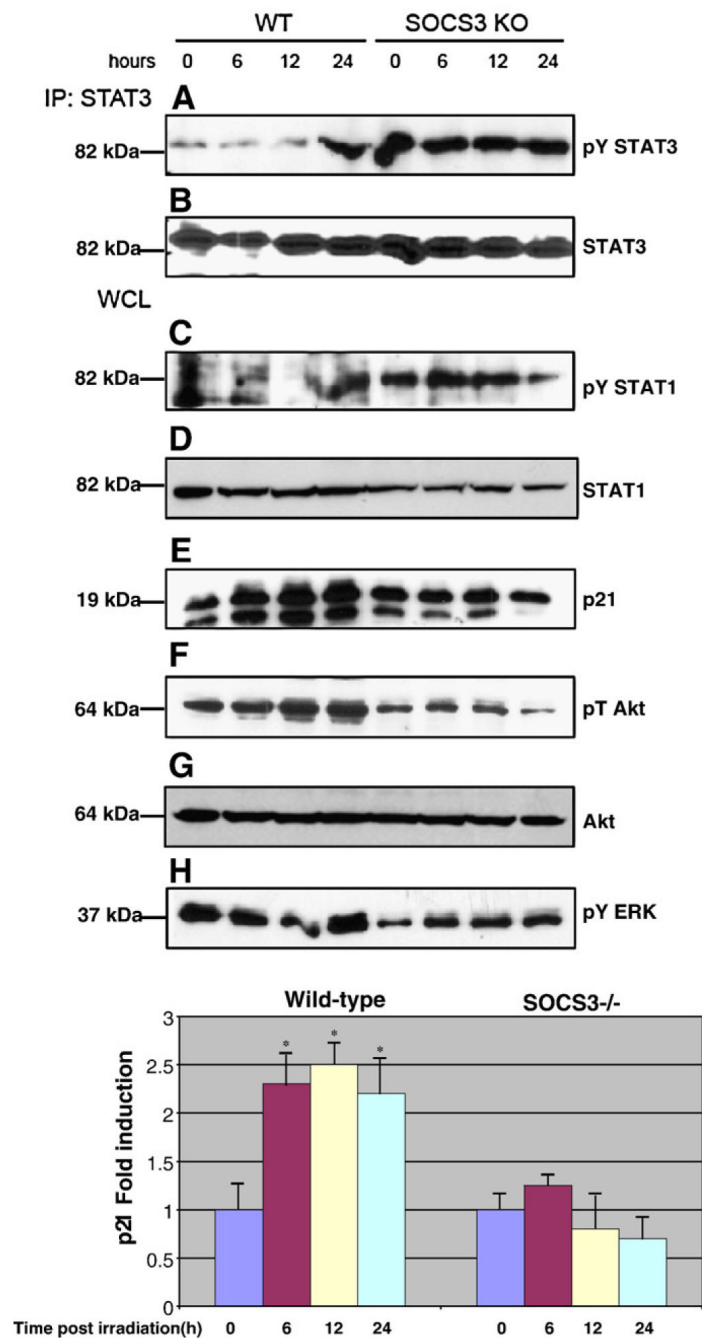 WT SOCS3 KO
hours 0 6 12 24 0 6 12 24
IP: STAT3 A
82 kDa pY STAT3
B
82 kDa STAT3
WCL
C
82 kDa pY STAT1
D
82 kDa STAT1
E
19 kDa p21
F
64 kDa pT Akt
G
64 kDa Akt
H
37 kDa pY ERK
Wild-type SOCS3-/-
3
2.5
2
1.5
1
0.5
0
* * *
p2I Fold induction
Time post irradiation(h) 0 6 12 24 0 6 12 24